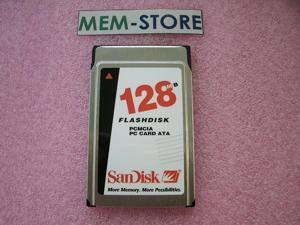 MEM-STORE
128 B
FLASHDISK
PCMCIA
PC CARD ATA
SanDisk
More Memory. More Possibilities.